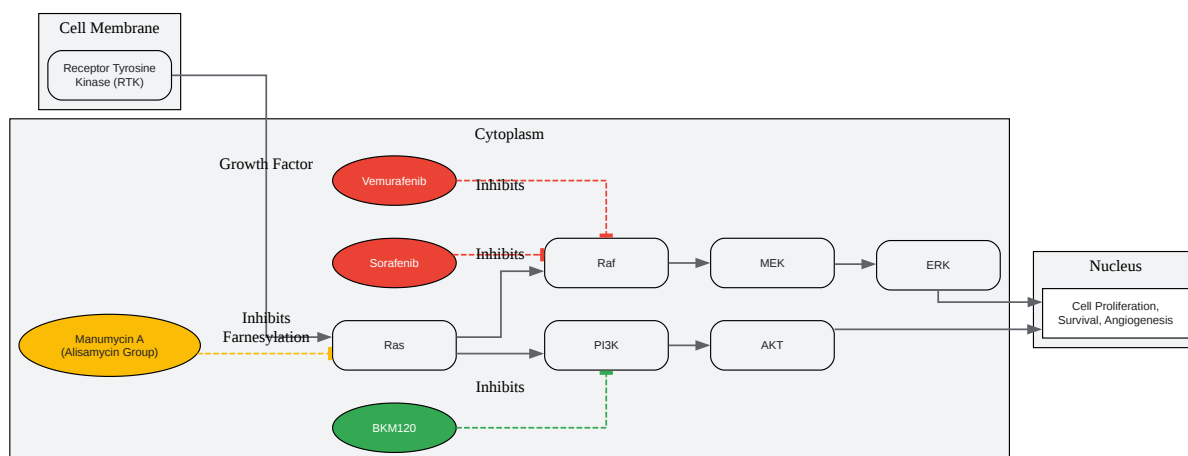 Cell Membrane
Receptor Tyrosine
Kinase (RTK)
Cytoplasm
Growth Factor
Vemurafenib
Inhibits
Sorafenib
Inhibits
Raf
MEK
ERK
Nucleus
Cell Proliferation,
Survival, Angiogenesis
Inhibits
Farnesylation
Manumycin A
(Alisamycin Group)
Ras
PI3K
AKT
Inhibits
BKM120